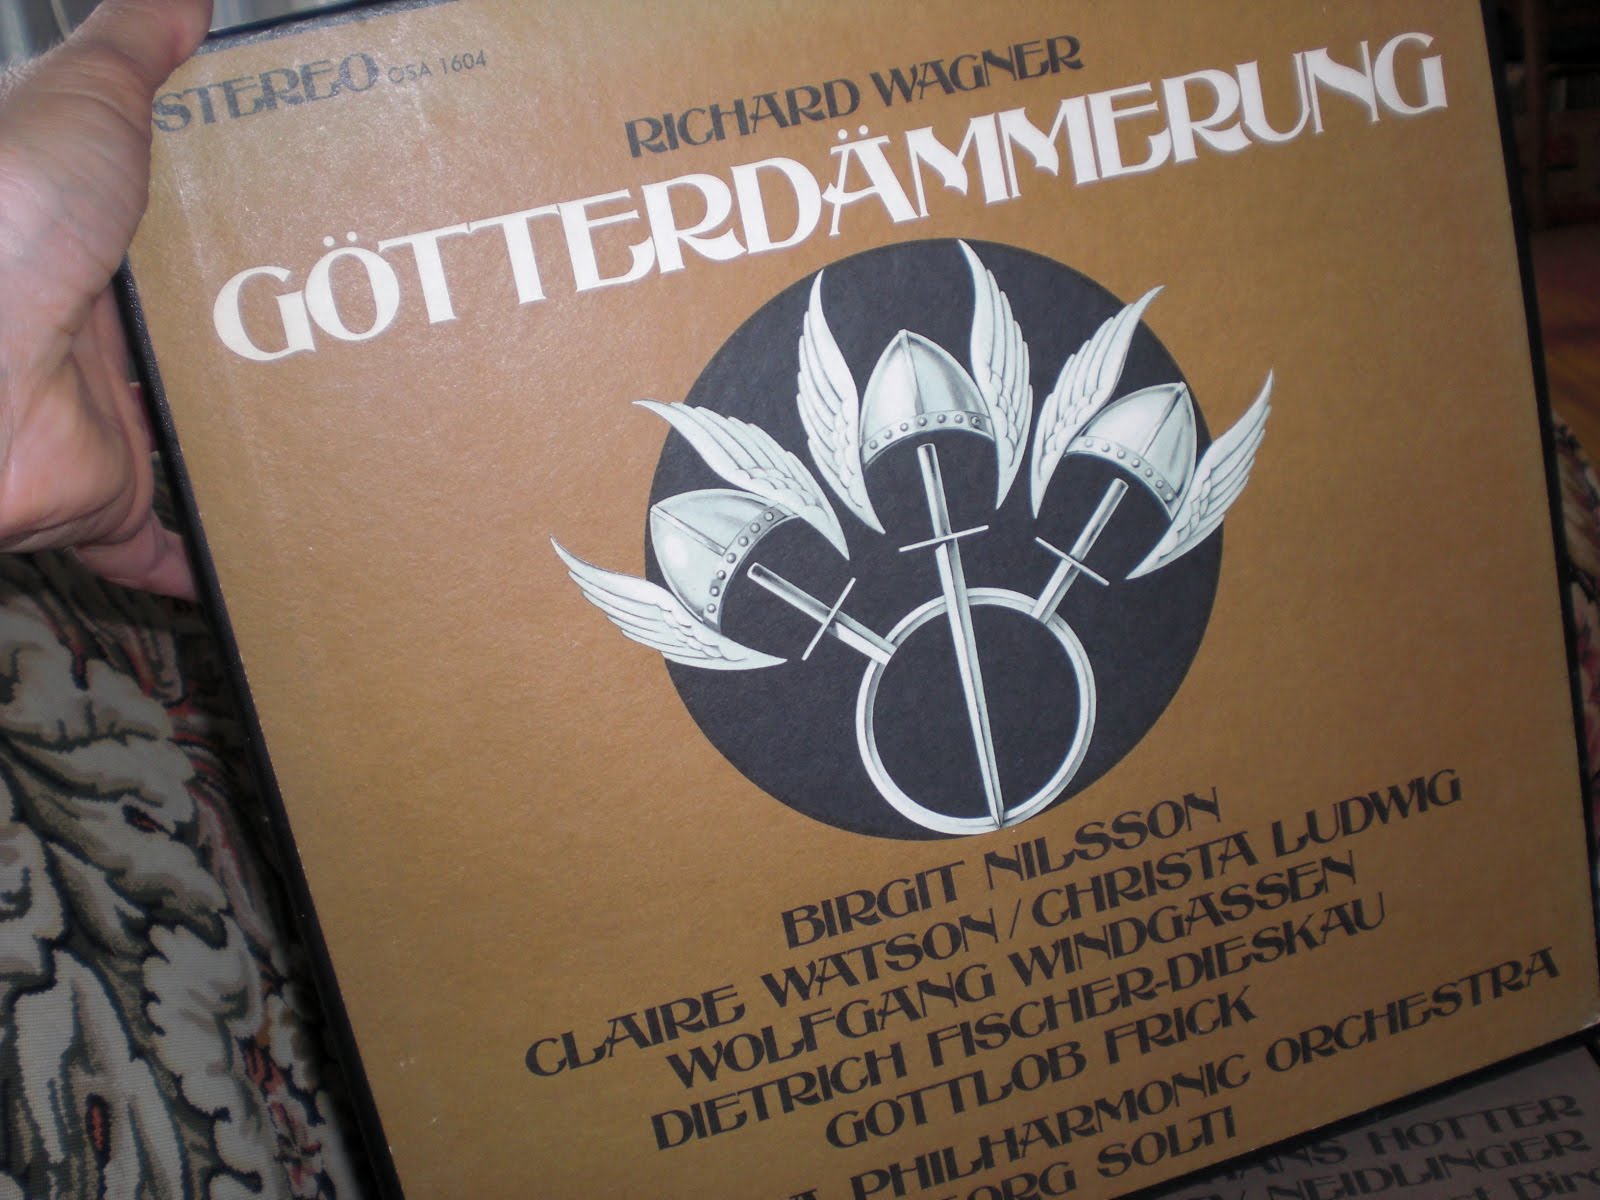 STEREO OSA 1604
RICHARD WAGNER
GÖTTERDÄMMERUNG
BIRGIT NILSSON
CLAIRE WATSON / CHRISTA LUDWIG
WOLFGANG WINDGASSEN
DIETRICH FISCHER-DIESKAU
GOTTLOB FRICK
PHILHARMONIC ORCHESTRA
SOLTI
HOTTER
NEIDLINGER